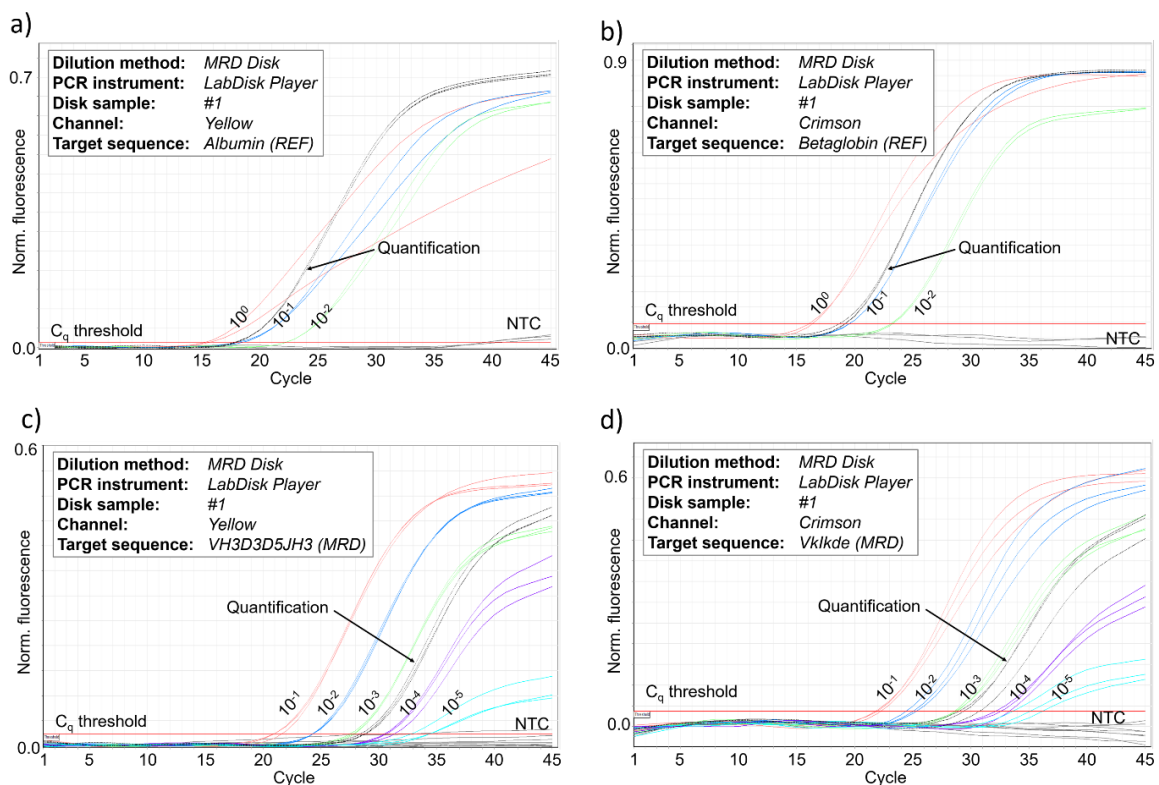 a)
Dilution method: MRD Disk
PCR instrument: LabDisk Player
Disk sample: #1
Channel: Yellow
Target sequence: Albumin (REF)
0.7
Norm. fluorescence
Quantification
10⁰
10⁻¹
10⁻²
Cq threshold
NTC
0.0
1 5 10 15 20 25 30 35 40 45
Cycle
b)
Dilution method: MRD Disk
PCR instrument: LabDisk Player
Disk sample: #1
Channel: Crimson
Target sequence: Betaglobin (REF)
0.9
Norm. fluorescence
Quantification
10⁰
10⁻¹
10⁻²
Cq threshold
NTC
0.0
1 5 10 15 20 25 30 35 40 45
Cycle
c)
Dilution method: MRD Disk
PCR instrument: LabDisk Player
Disk sample: #1
Channel: Yellow
Target sequence: VH3D3D5JH3 (MRD)
0.6
Norm. fluorescence
Quantification
10⁻¹
10⁻²
10⁻³
10⁻⁴
10⁻⁵
Cq threshold
NTC
0.0
1 5 10 15 20 25 30 35 40 45
Cycle
d)
Dilution method: MRD Disk
PCR instrument: LabDisk Player
Disk sample: #1
Channel: Crimson
Target sequence: VkIkde (MRD)
0.6
Norm. fluorescence
Quantification
10⁻¹
10⁻²
10⁻³
10⁻⁴
10⁻⁵
Cq threshold
NTC
0.0
1 5 10 15 20 25 30 35 40 45
Cycle